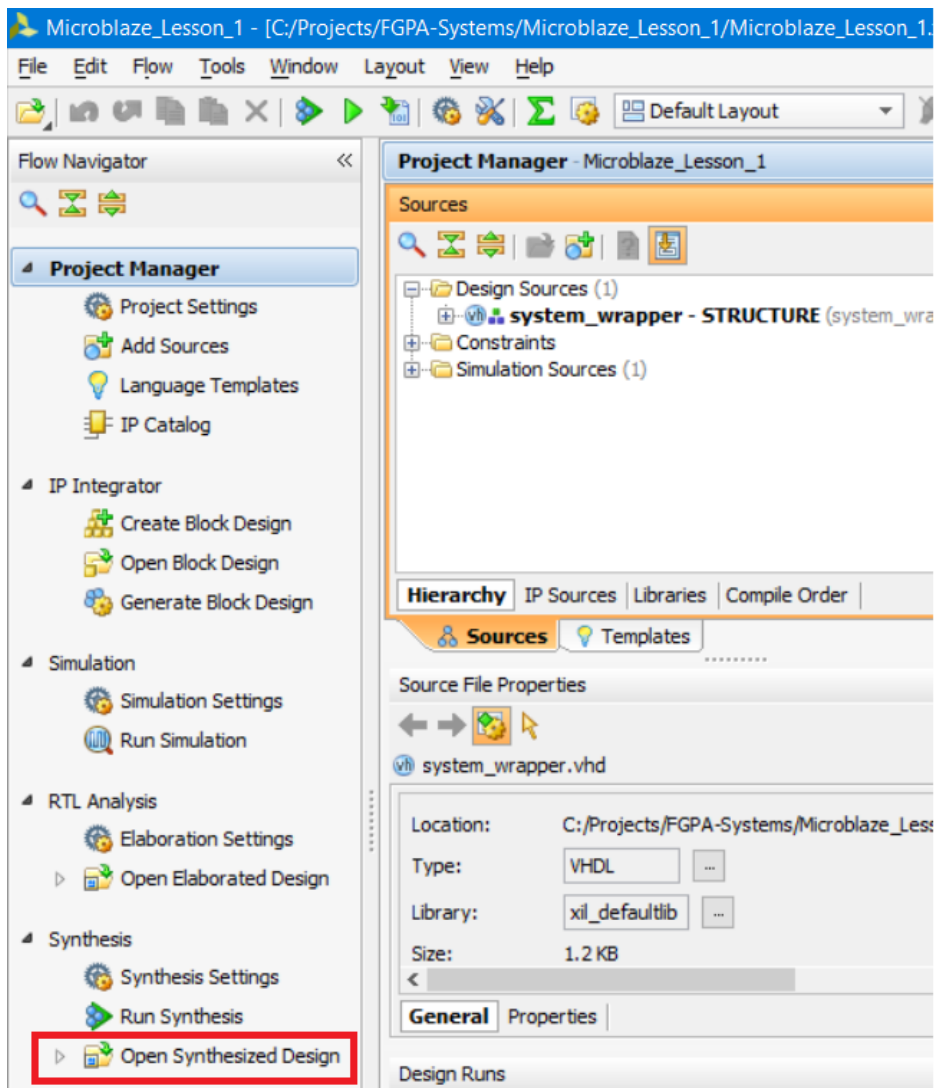 Microblaze_Lesson_1 - [C:/Projects/FGPA-Systems/Microblaze_Lesson_1/Microblaze_Lesson_1.
File Edit Flow Tools Window Layout View Help
Default Layout
Flow Navigator
Project Manager
Project Settings
Add Sources
Language Templates
IP Catalog
IP Integrator
Create Block Design
Open Block Design
Generate Block Design
Simulation
Simulation Settings
Run Simulation
RTL Analysis
Elaboration Settings
Open Elaborated Design
Synthesis
Synthesis Settings
Run Synthesis
Open Synthesized Design
Project Manager - Microblaze_Lesson_1
Sources
Design Sources (1)
system_wrapper - STRUCTURE (system_wra
Constraints
Simulation Sources (1)
Hierarchy IP Sources Libraries Compile Order
Sources Templates
Source File Properties
system_wrapper.vhd
Location: C:/Projects/FGPA-Systems/Microblaze_Less
Type: VHDL ...
Library: xil_defaultlib ...
Size: 1.2 KB
General Properties
Design Runs